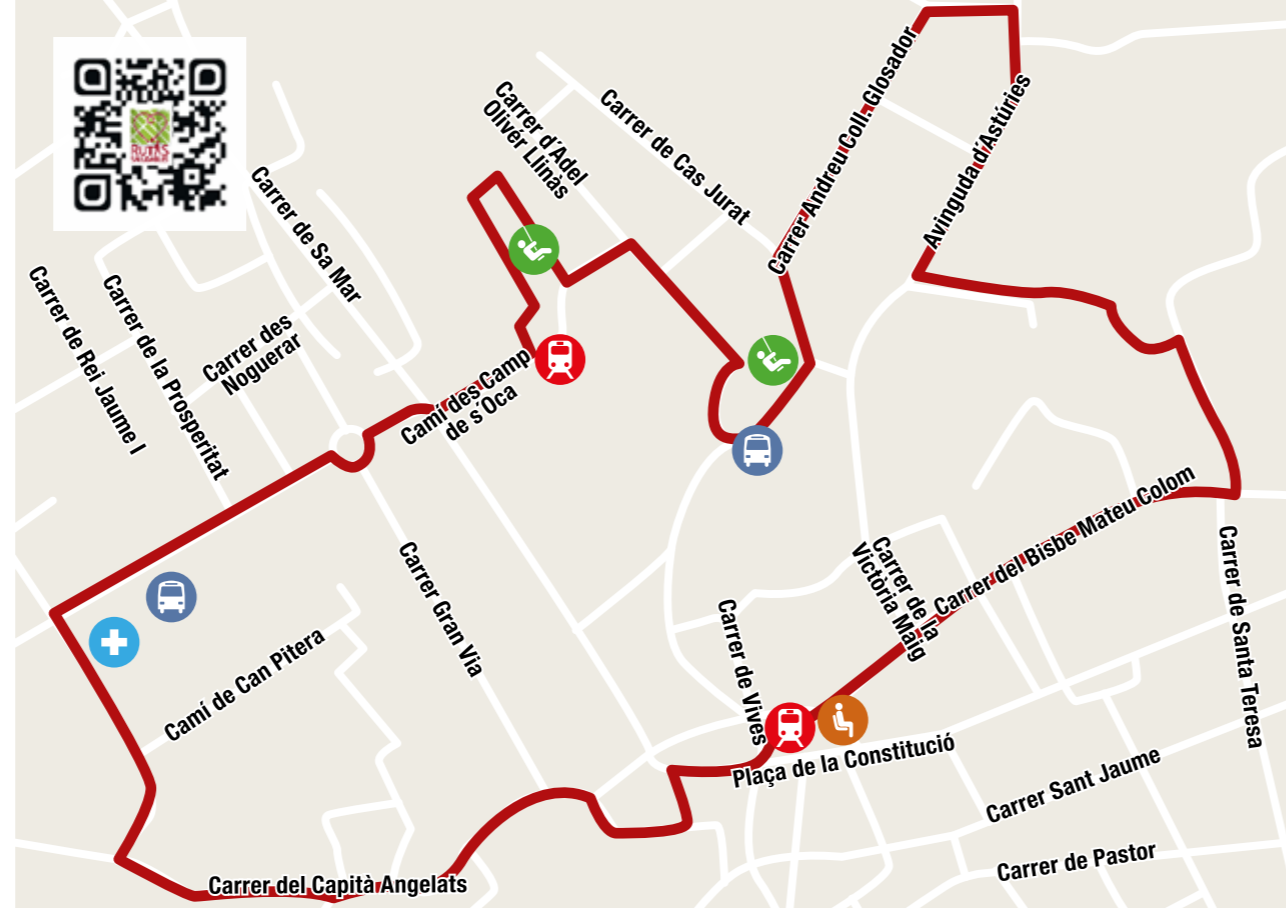 RUTAS
Carrer d´Adel
Olivér Llinàs
Carrer de Cas Jurat
Carrer Andreu Coll. Glosador
Avinguda d´Astúries
Carrer de Sa Mar
Carrer de Rei Jaume I
Carrer de la Prosperitat
Carrer des
Noguerar
Camí des Camp
de s´Oca
Carrer Gran Via
Camí de Can Pitera
Carrer de la
Victòria Maig
Carrer del Bisbe Mateu Colom
Carrer de Santa Teresa
Carrer de Vives
Plaça de la Constitució
Carrer Sant Jaume
Carrer de Pastor
Carrer del Capità Angelats